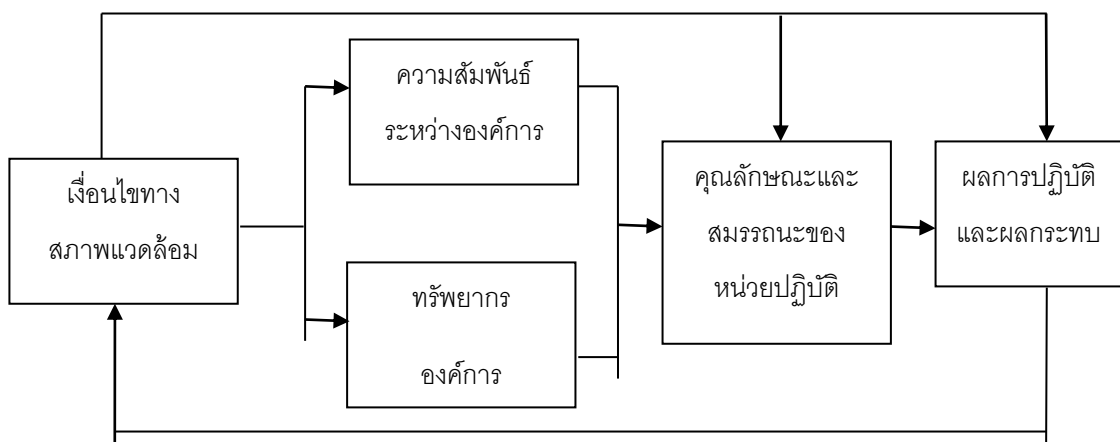 ความสัมพันธ์
ระหว่างองค์การ
เงื่อนไขทาง
สภาพแวดล้อม
คุณลักษณะและ
สมรรถนะของ
หน่วยปฏิบัติ
ผลการปฏิบัติ
และผลกระทบ
ทรัพยากร
องค์การ